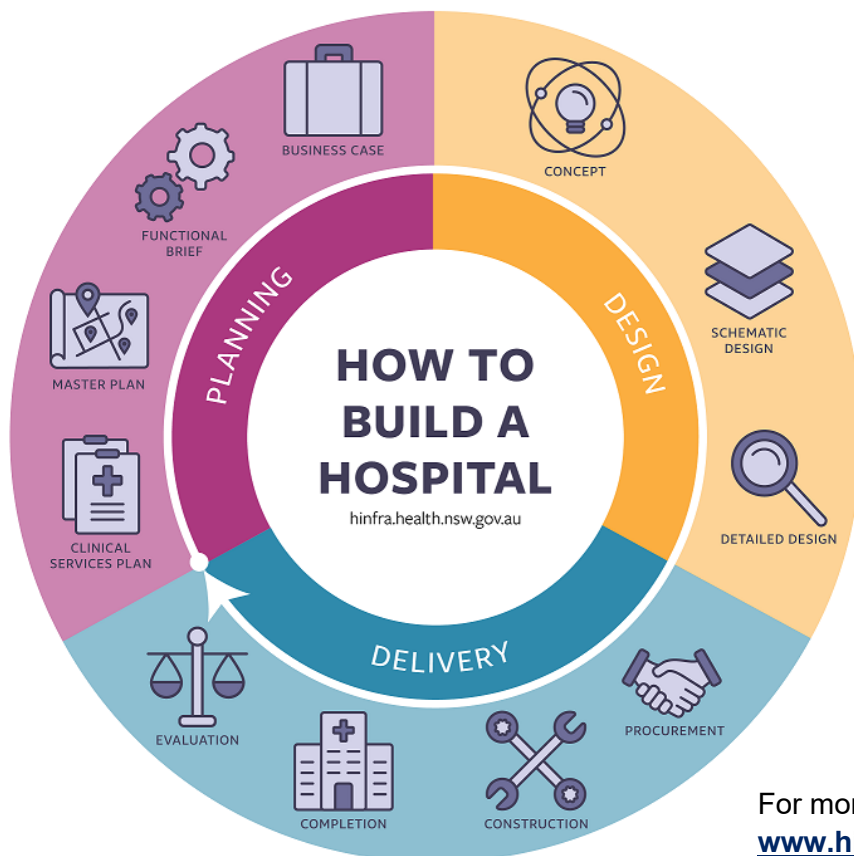 HOW TO
BUILD A
HOSPITAL
hinfra.health.nsw.gov.au
PLANNING
CLINICAL
SERVICES PLAN
MASTER PLAN
FUNCTIONAL
BRIEF
BUSINESS CASE
DESIGN
CONCEPT
SCHEMATIC
DESIGN
DETAILED DESIGN
DELIVERY
PROCUREMENT
CONSTRUCTION
COMPLETION
EVALUATION
For
www.h